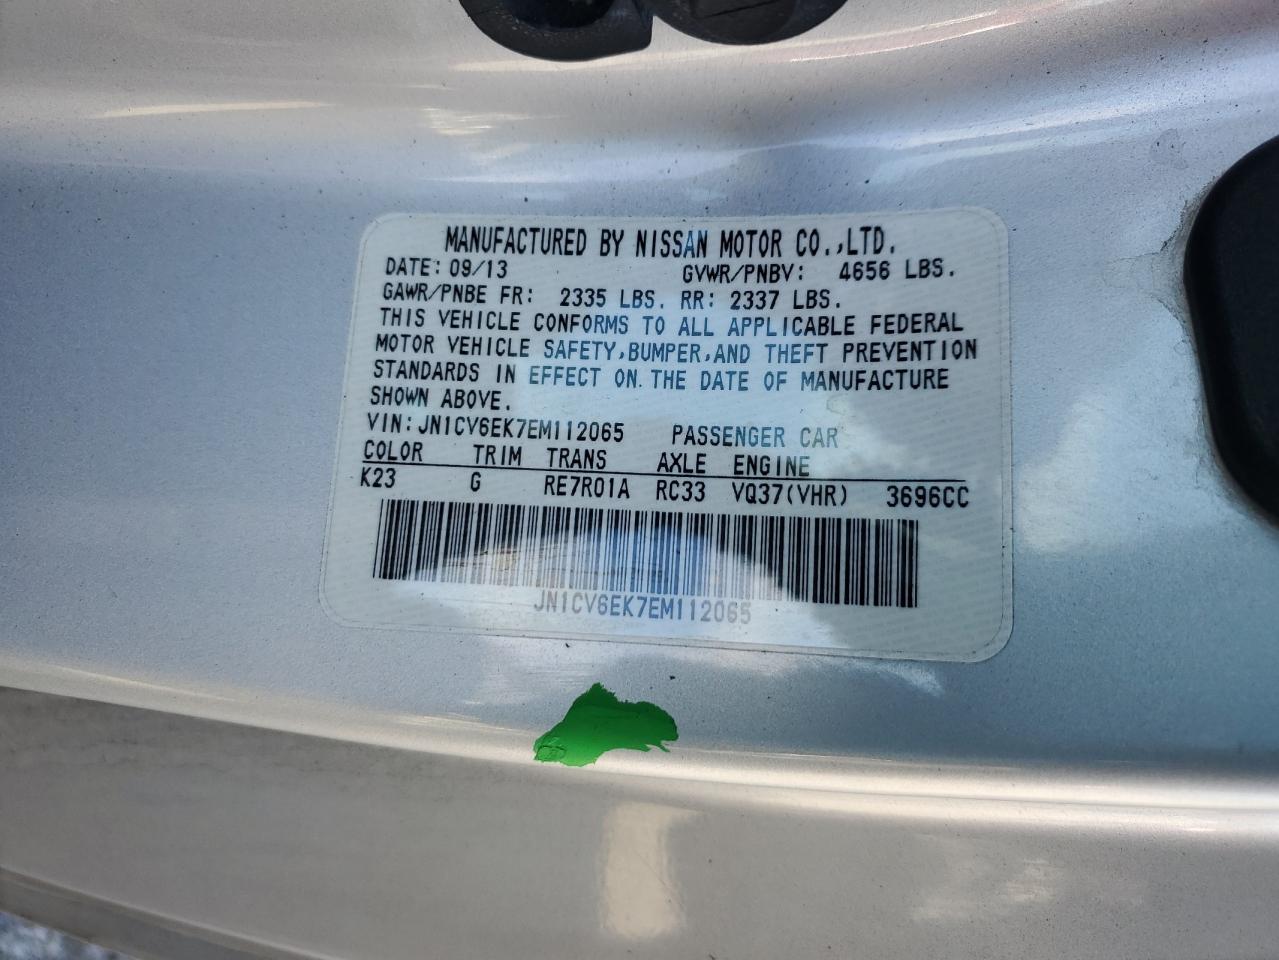 MANUFACTURED BY NISSAN MOTOR CO.,LTD.
DATE: 09/13 GVWR/PNBV: 4656 LBS.
GAWR/PNBE FR: 2335 LBS. RR: 2337 LBS.
THIS VEHICLE CONFORMS TO ALL APPLICABLE FEDERAL
MOTOR VEHICLE SAFETY,BUMPER,AND THEFT PREVENTION
STANDARDS IN EFFECT ON THE DATE OF MANUFACTURE
SHOWN ABOVE.
VIN:JN1CV6EK7EM112065 PASSENGER CAR
COLOR TRIM TRANS AXLE ENGINE
K23 G RE7R01A RC33 VQ37(VHR) 3696CC
JN1CV6EK7EM112065